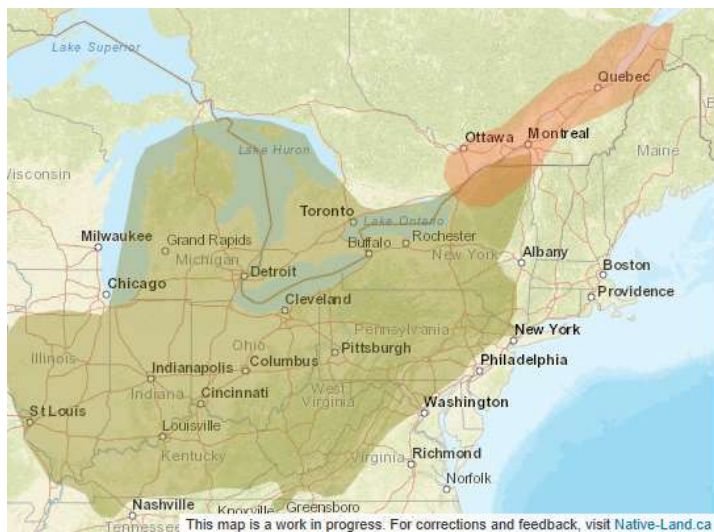 Lake Superior
Quebec
Ottawa
Montreal
Lake Huron
Maine
Wisconsin
Toronto
Lake Ontario
Milwaukee
Grand Rapids
Buffalo
Rochester
Michigan
New York
Albany
Detroit
Boston
Chicago
Providence
Cleveland
Pennsylvania
New York
Illinois
Ohio
Pittsburgh
Indianapolis
Columbus
Philadelphia
Indiana
Cincinnati
West
Virginia
St Louis
Washington
Louisville
Kentucky
Virginia
Richmond
Norfolk
Nashville
Knoxville
Greensboro
Tennessee
This map is a work in progress. For corrections and feedback, visit Native-Land.ca